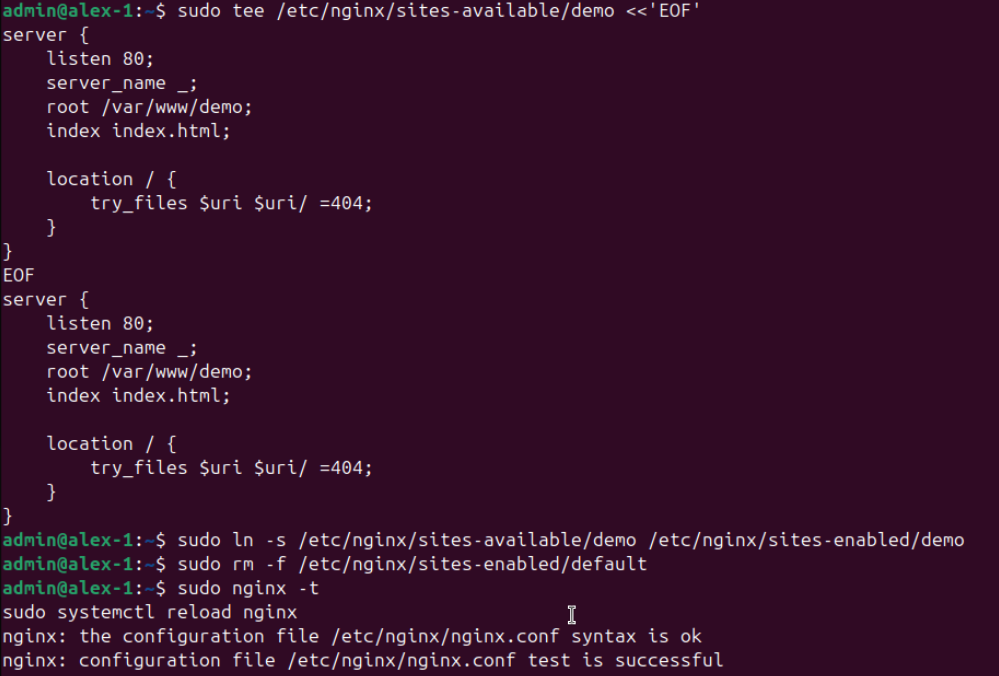 admin@alex-1:~$ sudo tee /etc/nginx/sites-available/demo <<'EOF'
server {
    listen 80;
    server_name _;
    root /var/www/demo;
    index index.html;

    location / {
        try_files $uri $uri/ =404;
    }
}
EOF
server {
    listen 80;
    server_name _;
    root /var/www/demo;
    index index.html;

    location / {
        try_files $uri $uri/ =404;
    }
}
admin@alex-1:~$ sudo ln -s /etc/nginx/sites-available/demo /etc/nginx/sites-enabled/demo
admin@alex-1:~$ sudo rm -f /etc/nginx/sites-enabled/default
admin@alex-1:~$ sudo nginx -t
sudo systemctl reload nginx
nginx: the configuration file /etc/nginx/nginx.conf syntax is ok
nginx: configuration file /etc/nginx/nginx.conf test is successful